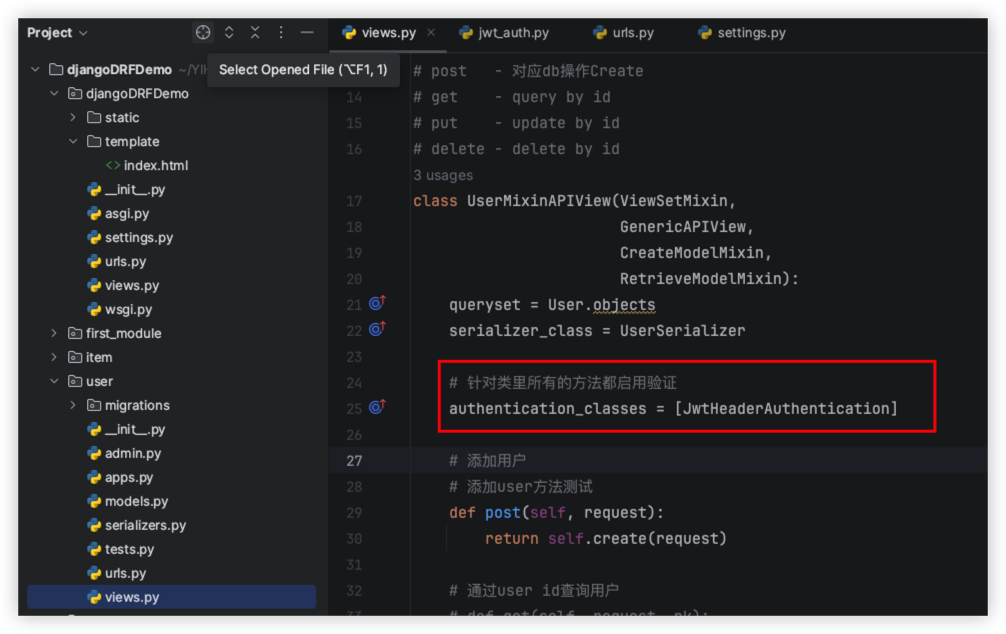 Project
views.py
jwt_auth.py
urls.py
settings.py
Select Opened File (⌥F1, 1)
djangoDRFDemo
djangoDRFDemo
static
template
<> index.html
__init__.py
asgi.py
settings.py
urls.py
views.py
wsgi.py
first_module
item
user
migrations
__init__.py
admin.py
apps.py
models.py
serializers.py
tests.py
urls.py
views.py
# post   - 对应db操作Create
14 # get    - query by id
15 # put    - update by id
16 # delete - delete by id
3 usages
17 class UserMixinAPIView(ViewSetMixin,
18                        GenericAPIView,
19                        CreateModelMixin,
20                        RetrieveModelMixin):
21     queryset = User.objects
22     serializer_class = UserSerializer
23
24     # 针对类里所有的方法都启用验证
25     authentication_classes = [JwtHeaderAuthentication]
26
27     # 添加用户
28     # 添加user方法测试
29     def post(self, request):
30         return self.create(request)
31
32     # 通过user id查询用户
33     # def get(self, request, pk):